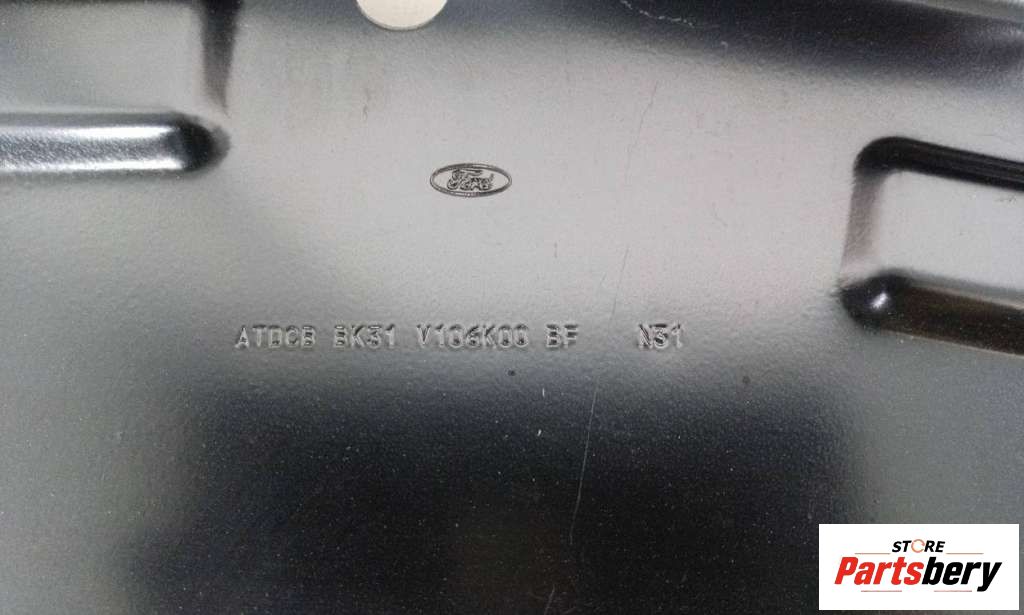 Ford
ATDCB BK31 V106K00 BF N31
STORE
Partsbery